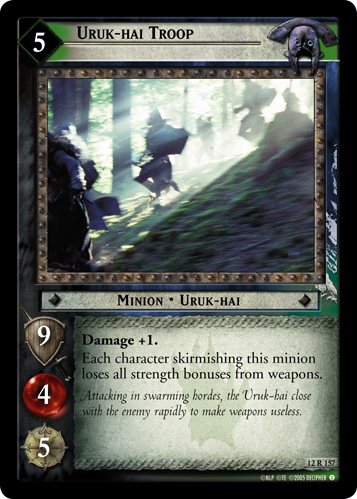 5
Uruk-hai Troop
Minion • Uruk-hai
9
Damage +1.
Each character skirmishing this minion
loses all strength bonuses from weapons.
4
Attacking in swarming hordes, the Uruk-hai close
with the enemy rapidly to make weapons useless.
5
12 R 157
©NLP ©TE ©2005 DECIPHER